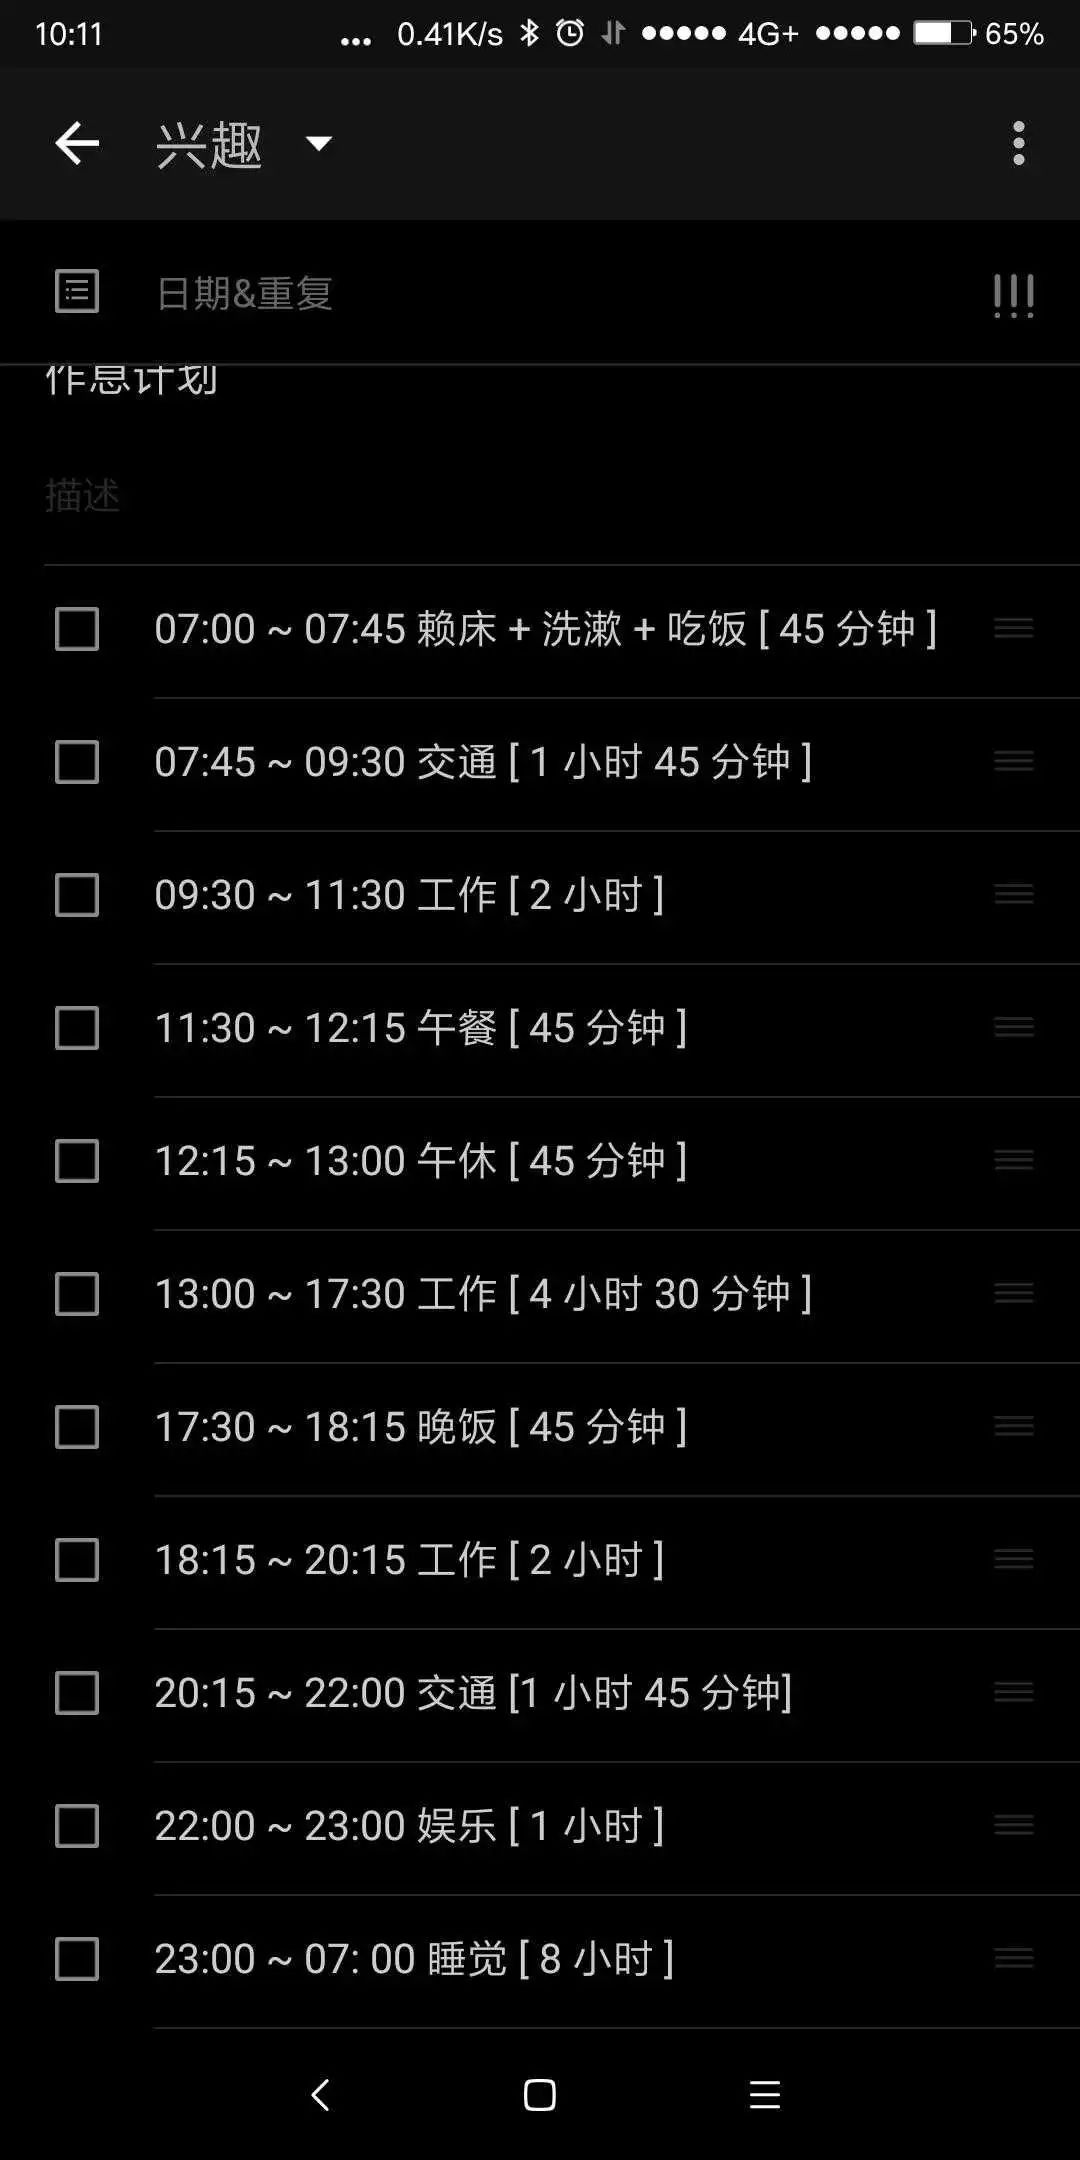 10:11 ... 0.41K/s 4G+ 65%
兴趣
日期&重复
作息计划
描述
07:00 ~ 07:45 赖床 + 洗漱 + 吃饭 [ 45 分钟 ]
07:45 ~ 09:30 交通 [ 1 小时 45 分钟 ]
09:30 ~ 11:30 工作 [ 2 小时 ]
11:30 ~ 12:15 午餐 [ 45 分钟 ]
12:15 ~ 13:00 午休 [ 45 分钟 ]
13:00 ~ 17:30 工作 [ 4 小时 30 分钟 ]
17:30 ~ 18:15 晚饭 [ 45 分钟 ]
18:15 ~ 20:15 工作 [ 2 小时 ]
20:15 ~ 22:00 交通 [1 小时 45 分钟]
22:00 ~ 23:00 娱乐 [ 1 小时 ]
23:00 ~ 07: 00 睡觉 [ 8 小时 ]